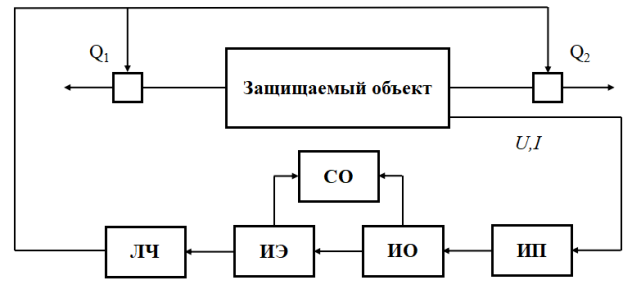 Q1
Q2
Защищаемый объект
U,I
СО
ЛЧ
ИЭ
ИО
ИП